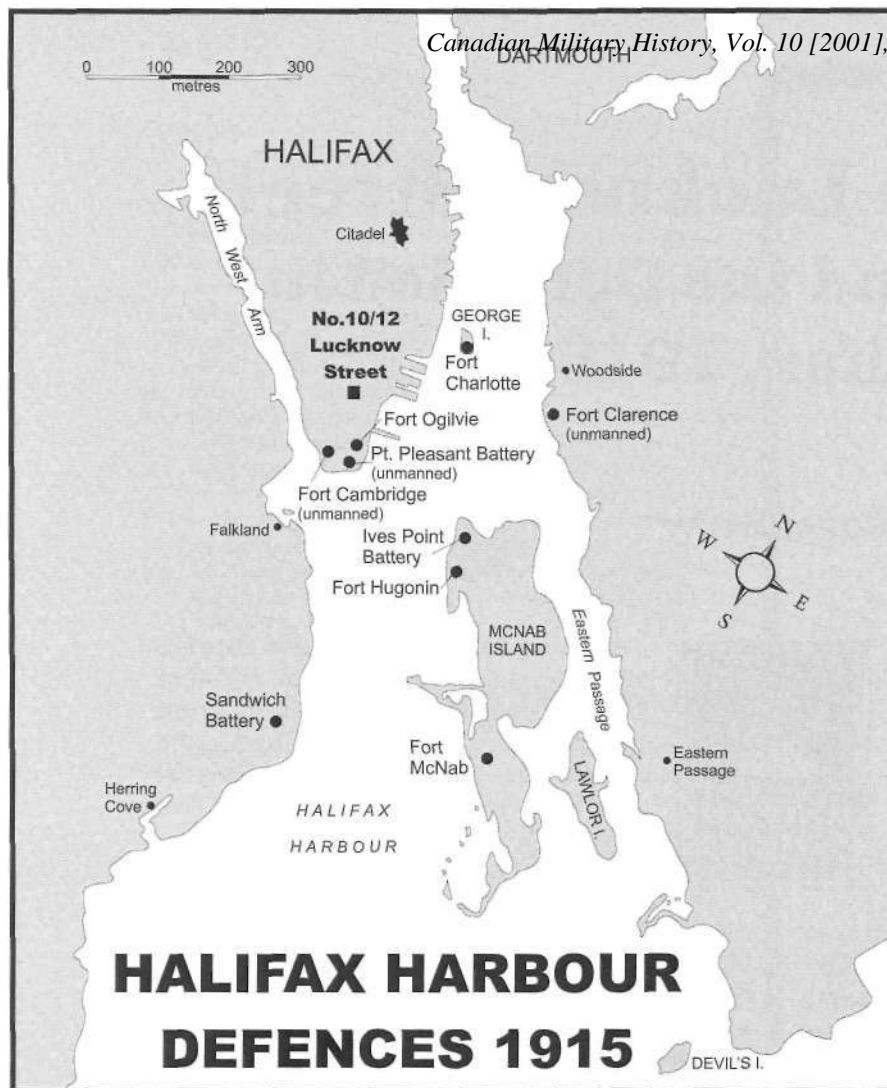 Canadian Military History, Vol. 10 [2001],
DARTMOUTH
0 100 200 300
metres
HALIFAX
North West Arm
Citadel
No.10/12
Lucknow
Street
GEORGE
I.
Fort
Charlotte
Woodside
Fort Clarence
(unmanned)
Fort Ogilvie
Pt. Pleasant Battery
(unmanned)
Fort Cambridge
(unmanned)
Falkland
Ives Point
Battery
Fort Hugonin
N
W
E
S
MCNAB
ISLAND
Eastern Passage
Sandwich
Battery
Fort
McNab
LAWLOR I.
Eastern
Passage
Herring
Cove
HALIFAX
HARBOUR
HALIFAX HARBOUR
DEFENCES 1915
DEVIL'S I.